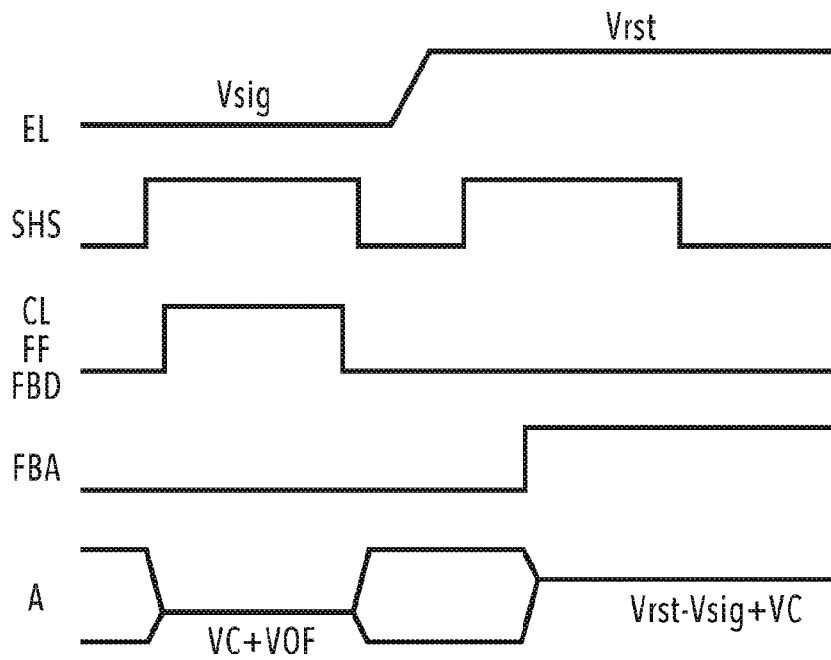 Vrst
Vsig
EL
SHS
CL
FF
FBD
FBA
A
VC+VOF
Vrst-Vsig+VC